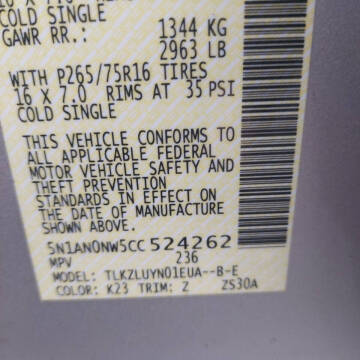 COLD SINGLE
GAWR RR.: 1344 KG
2963 LB
WITH P265/75R16 TIRES
16 X 7.0 RIMS AT 35 PSI
COLD SINGLE
THIS VEHICLE CONFORMS TO
ALL APPLICABLE FEDERAL
MOTOR VEHICLE SAFETY
AND THEFT PREVENTION
STANDARDS IN EFFECT ON
THE DATE OF MANUFACTURE
SHOWN ABOVE.
5N1AN0NW5CC524262
MPV 236
MODEL: TLKZLUYN01EUA--B-E
COLOR: K23 TRIM: Z ZS30A